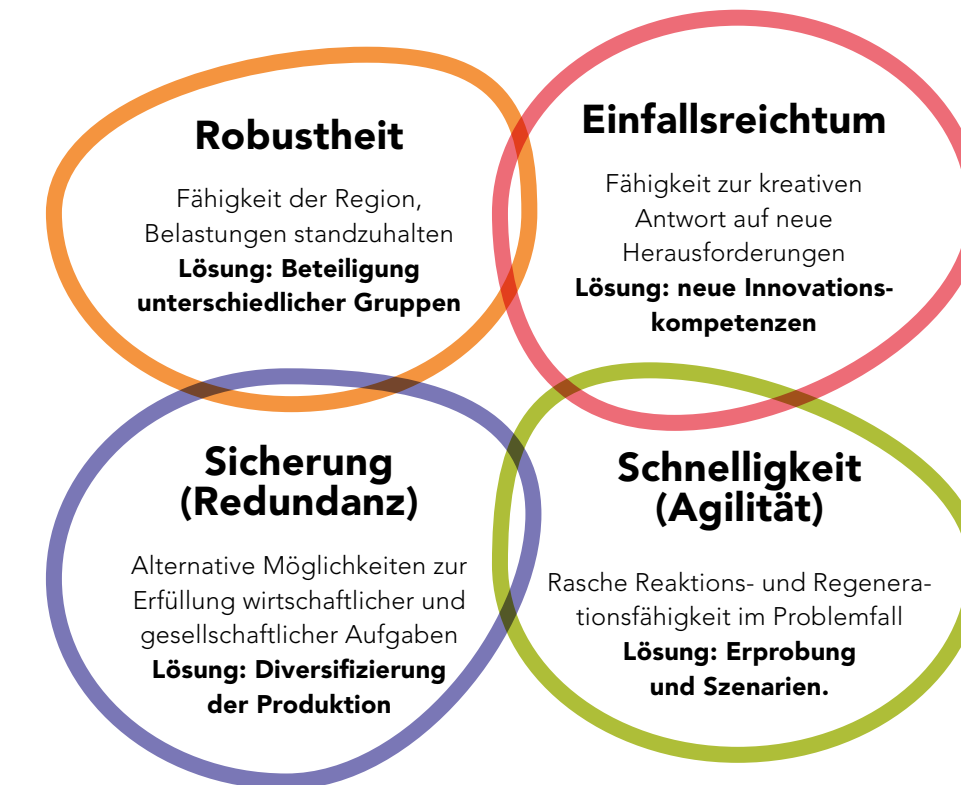 Robustheit
Fähigkeit der Region,
Belastungen standzuhalten
Lösung: Beteiligung
unterschiedlicher Gruppen
Einfallsreichtum
Fähigkeit zur kreativen
Antwort auf neue
Herausforderungen
Lösung: neue Innovations-
kompetenzen
Sicherung
(Redundanz)
Alternative Möglichkeiten zur
Erfüllung wirtschaftlicher und
gesellschaftlicher Aufgaben
Lösung: Diversifizierung
der Produktion
Schnelligkeit
(Agilität)
Rasche Reaktions- und Regenera-
tionsfähigkeit im Problemfall
Lösung: Erprobung
und Szenarien.